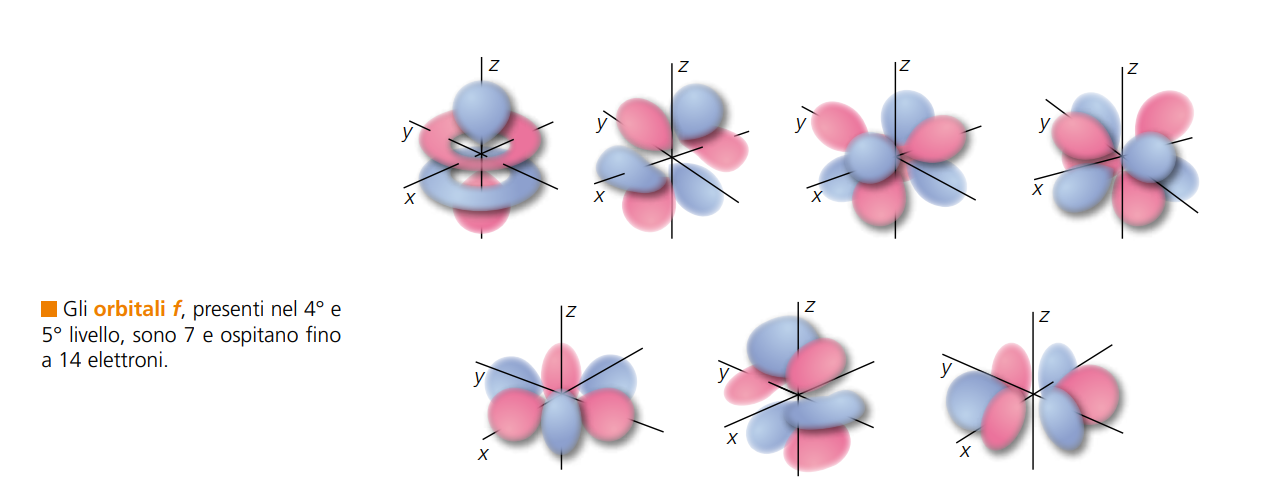 z
y
x
z
y
x
z
y
x
z
y
x
Gli orbitali f, presenti nel 4° e
5° livello, sono 7 e ospitano fino
a 14 elettroni.
z
y
x
z
y
x
z
y
x